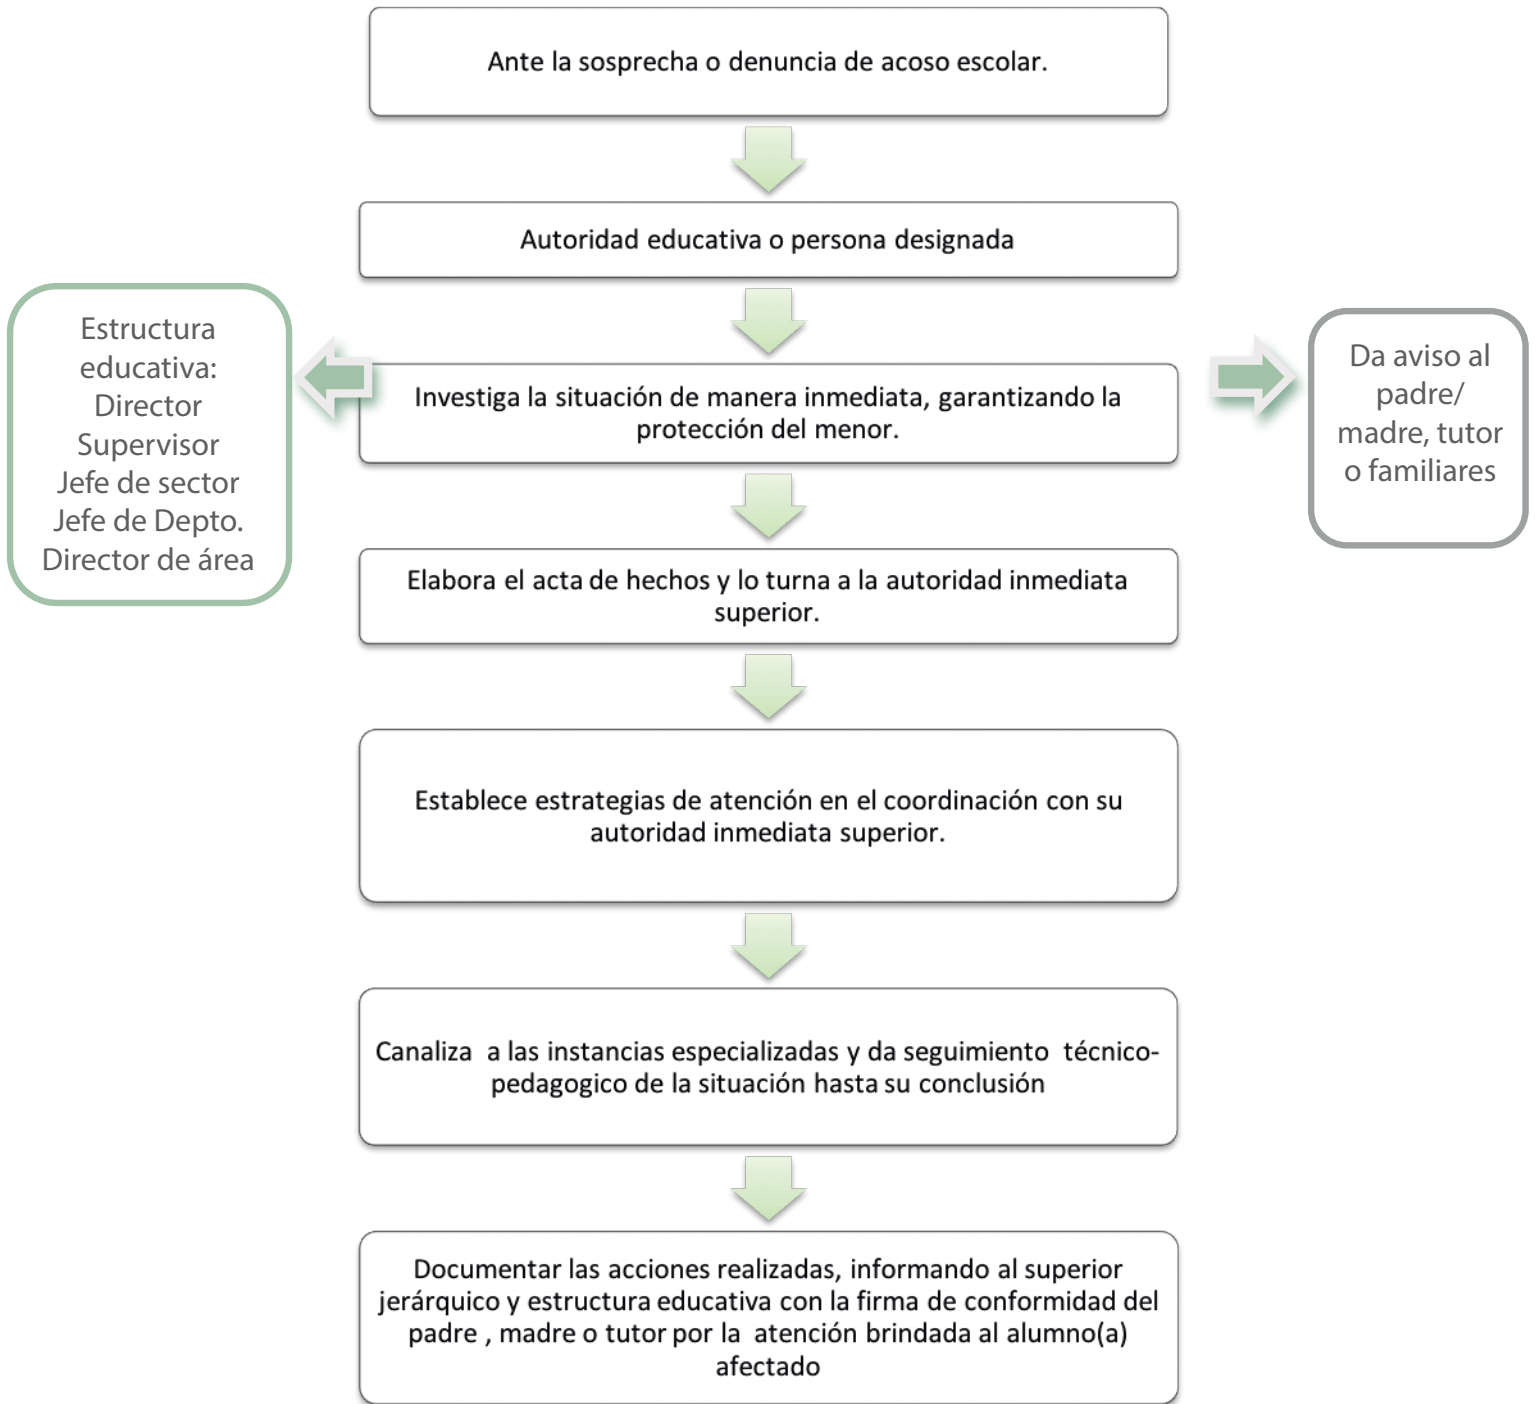 Ante la sosprecha o denuncia de acoso escolar.
Autoridad educativa o persona designada
Estructura
educativa:
Director
Supervisor
Jefe de sector
Jefe de Depto.
Director de área
Investiga la situación de manera inmediata, garantizando la
protección del menor.
Da aviso al
padre/
madre, tutor
o familiares
Elabora el acta de hechos y lo turna a la autoridad inmediata
superior.
Establece estrategias de atención en el coordinación con su
autoridad inmediata superior.
Canaliza a las instancias especializadas y da seguimiento técnico-
pedagogico de la situación hasta su conclusión
Documentar las acciones realizadas, informando al superior
jerárquico y estructura educativa con la firma de conformidad del
padre , madre o tutor por la atención brindada al alumno(a)
afectado